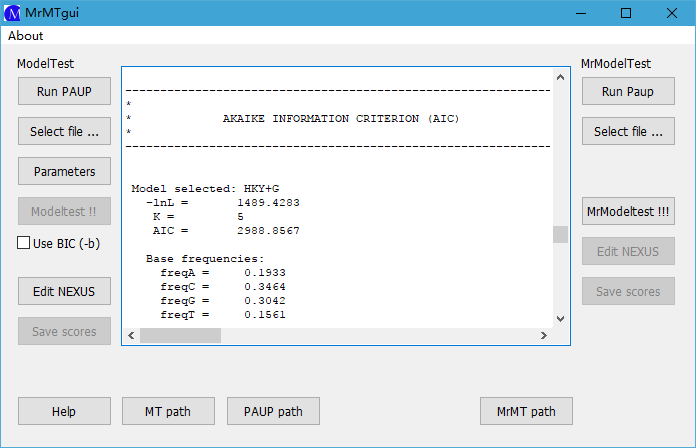 MrMTgui
About
ModelTest
Run PAUP
Select file ...
Parameters
Modeltest !!
Use BIC (-b)
Edit NEXUS
Save scores
--------------------------------------------------------------
*
* AKAIKE INFORMATION CRITERION (AIC)
*
--------------------------------------------------------------
Model selected: HKY+G
-lnL = 1489.4283
K = 5
AIC = 2988.8567
Base frequencies:
freqA = 0.1933
freqC = 0.3464
freqG = 0.3042
freqT = 0.1561
MrModelTest
Run Paup
Select file ...
MrModeltest !!!
Edit NEXUS
Save scores
Help
MT path
PAUP path
MrMT path